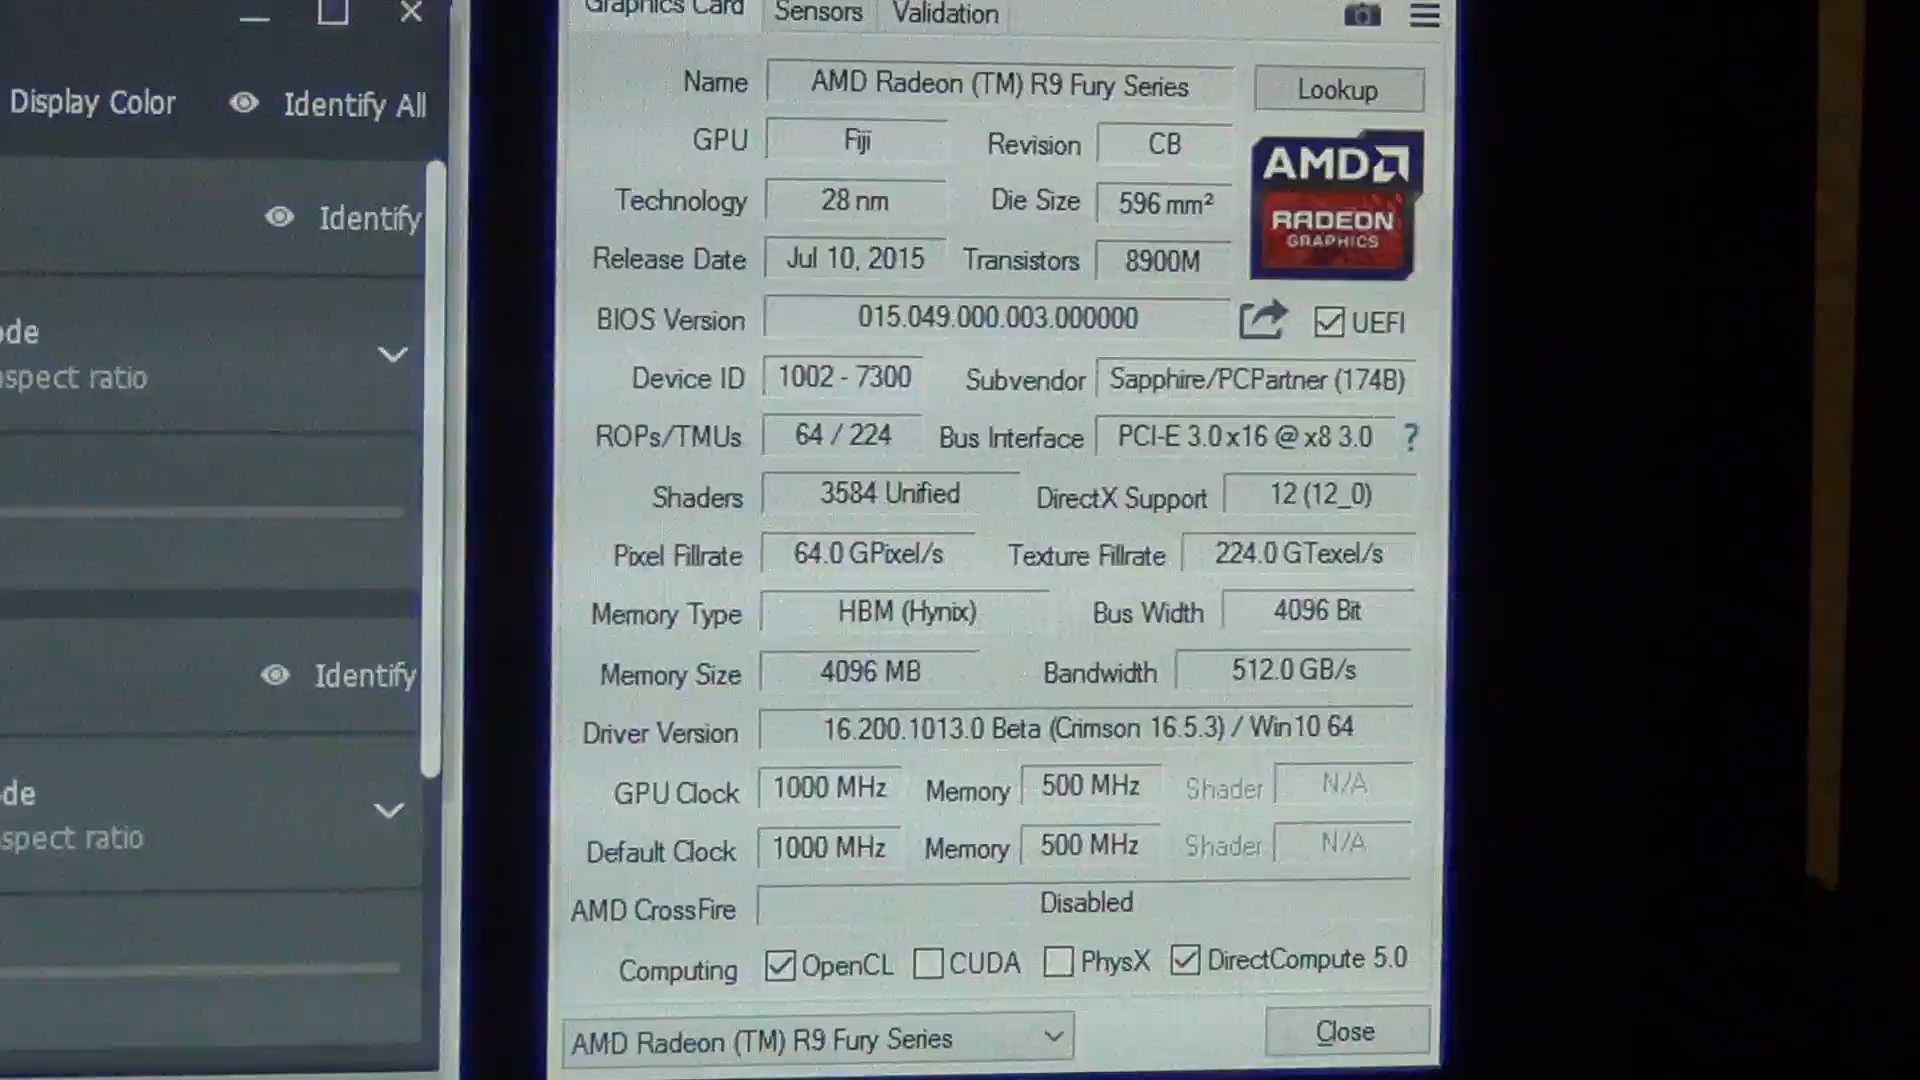 Display Color Identify All
Identify
ode
aspect ratio
Identify
de
spect ratio
Graphics Card Sensors Validation
Name AMD Radeon (TM) R9 Fury Series Lookup
GPU Fiji Revision CB
AMD
RADEON
GRAPHICS
Technology 28 nm Die Size 596 mm²
Release Date Jul 10, 2015 Transistors 8900M
BIOS Version 015.049.000.003.000000 UEFI
Device ID 1002 - 7300 Subvendor Sapphire/PCPartner (174B)
ROPs/TMUs 64 / 224 Bus Interface PCI-E 3.0 x16 @ x8 3.0 ?
Shaders 3584 Unified DirectX Support 12 (12_0)
Pixel Fillrate 64.0 GPixel/s Texture Fillrate 224.0 GTexel/s
Memory Type HBM (Hynix) Bus Width 4096 Bit
Memory Size 4096 MB Bandwidth 512.0 GB/s
Driver Version 16.200.1013.0 Beta (Crimson 16.5.3) / Win10 64
GPU Clock 1000 MHz Memory 500 MHz Shader N/A
Default Clock 1000 MHz Memory 500 MHz Shader N/A
AMD CrossFire Disabled
Computing OpenCL CUDA PhysX DirectCompute 5.0
AMD Radeon (TM) R9 Fury Series Close